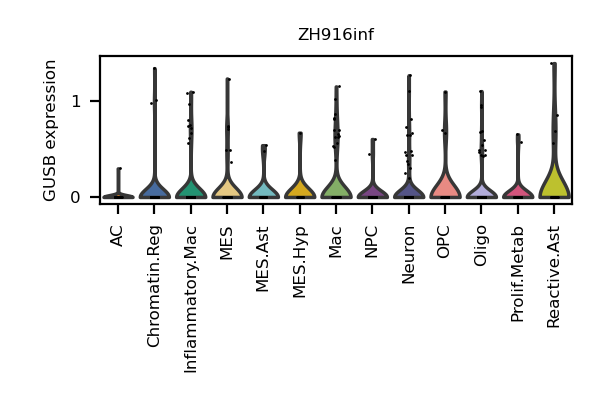 ZH916inf
GUSB expression
1
0
AC
Chromatin.Reg
Inflammatory.Mac
MES
MES.Ast
MES.Hyp
Mac
NPC
Neuron
OPC
Oligo
Prolif.Metab
Reactive.Ast